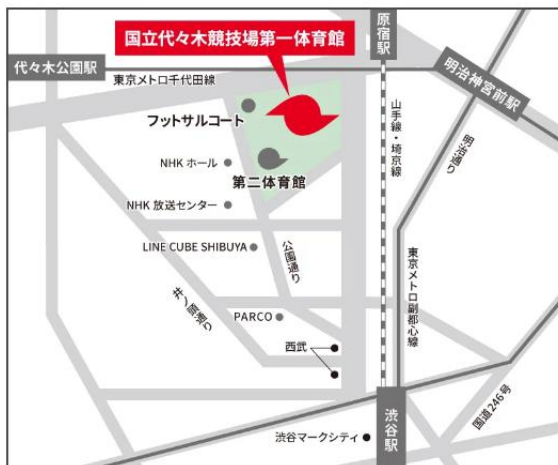 国立代々木競技場第一体育館
原宿駅
代々木公園駅
東京メトロ千代田線
明治神宮前駅
フットサルコート
山手線・埼京線
明治通り
NHK ホール
第二体育館
NHK 放送センター
LINE CUBE SHIBUYA
公園通り
東京メトロ副都心線
井ノ頭通り
PARCO
西武
国道246号
渋谷駅
渋谷マークシティ